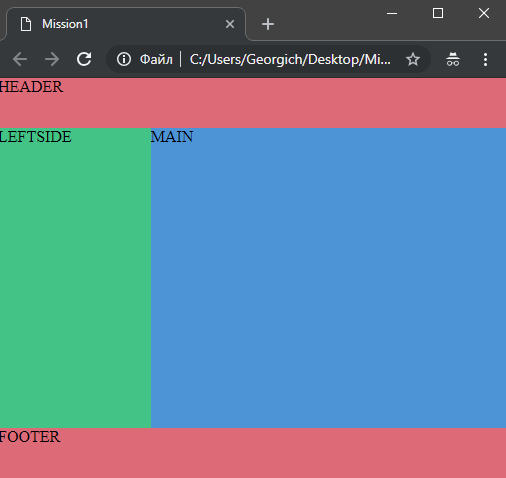 Mission1
Файл C:/Users/Georgich/Desktop/Mi...
HEADER
LEFTSIDE MAIN
FOOTER